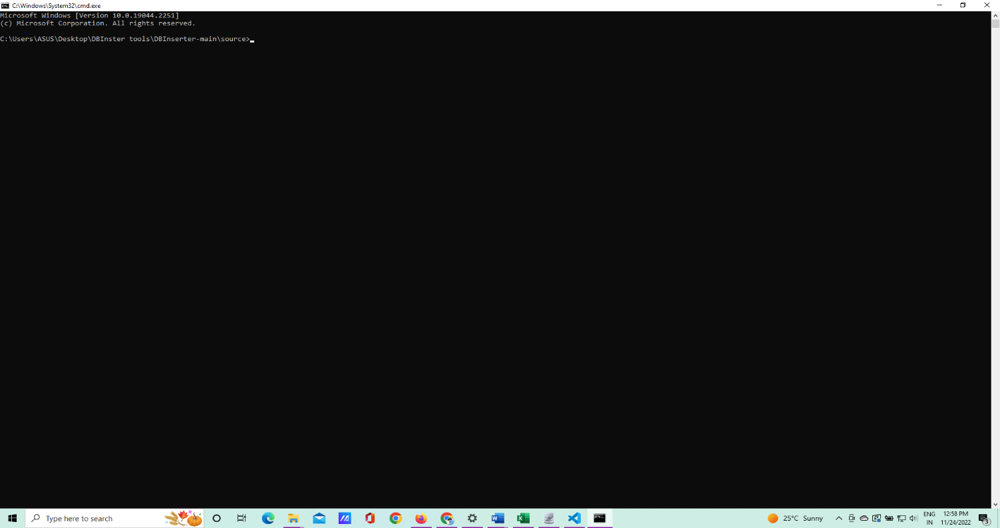 C:\Windows\System32\cmd.exe
Microsoft Windows [Version 10.0.19044.2251]
(c) Microsoft Corporation. All rights reserved.
C:\Users\ASUS\Desktop\DBInster tools\DBInserter-main\source>
Type here to search
25°C Sunny
ENG
IN
12:58 PM
11/24/2022
3